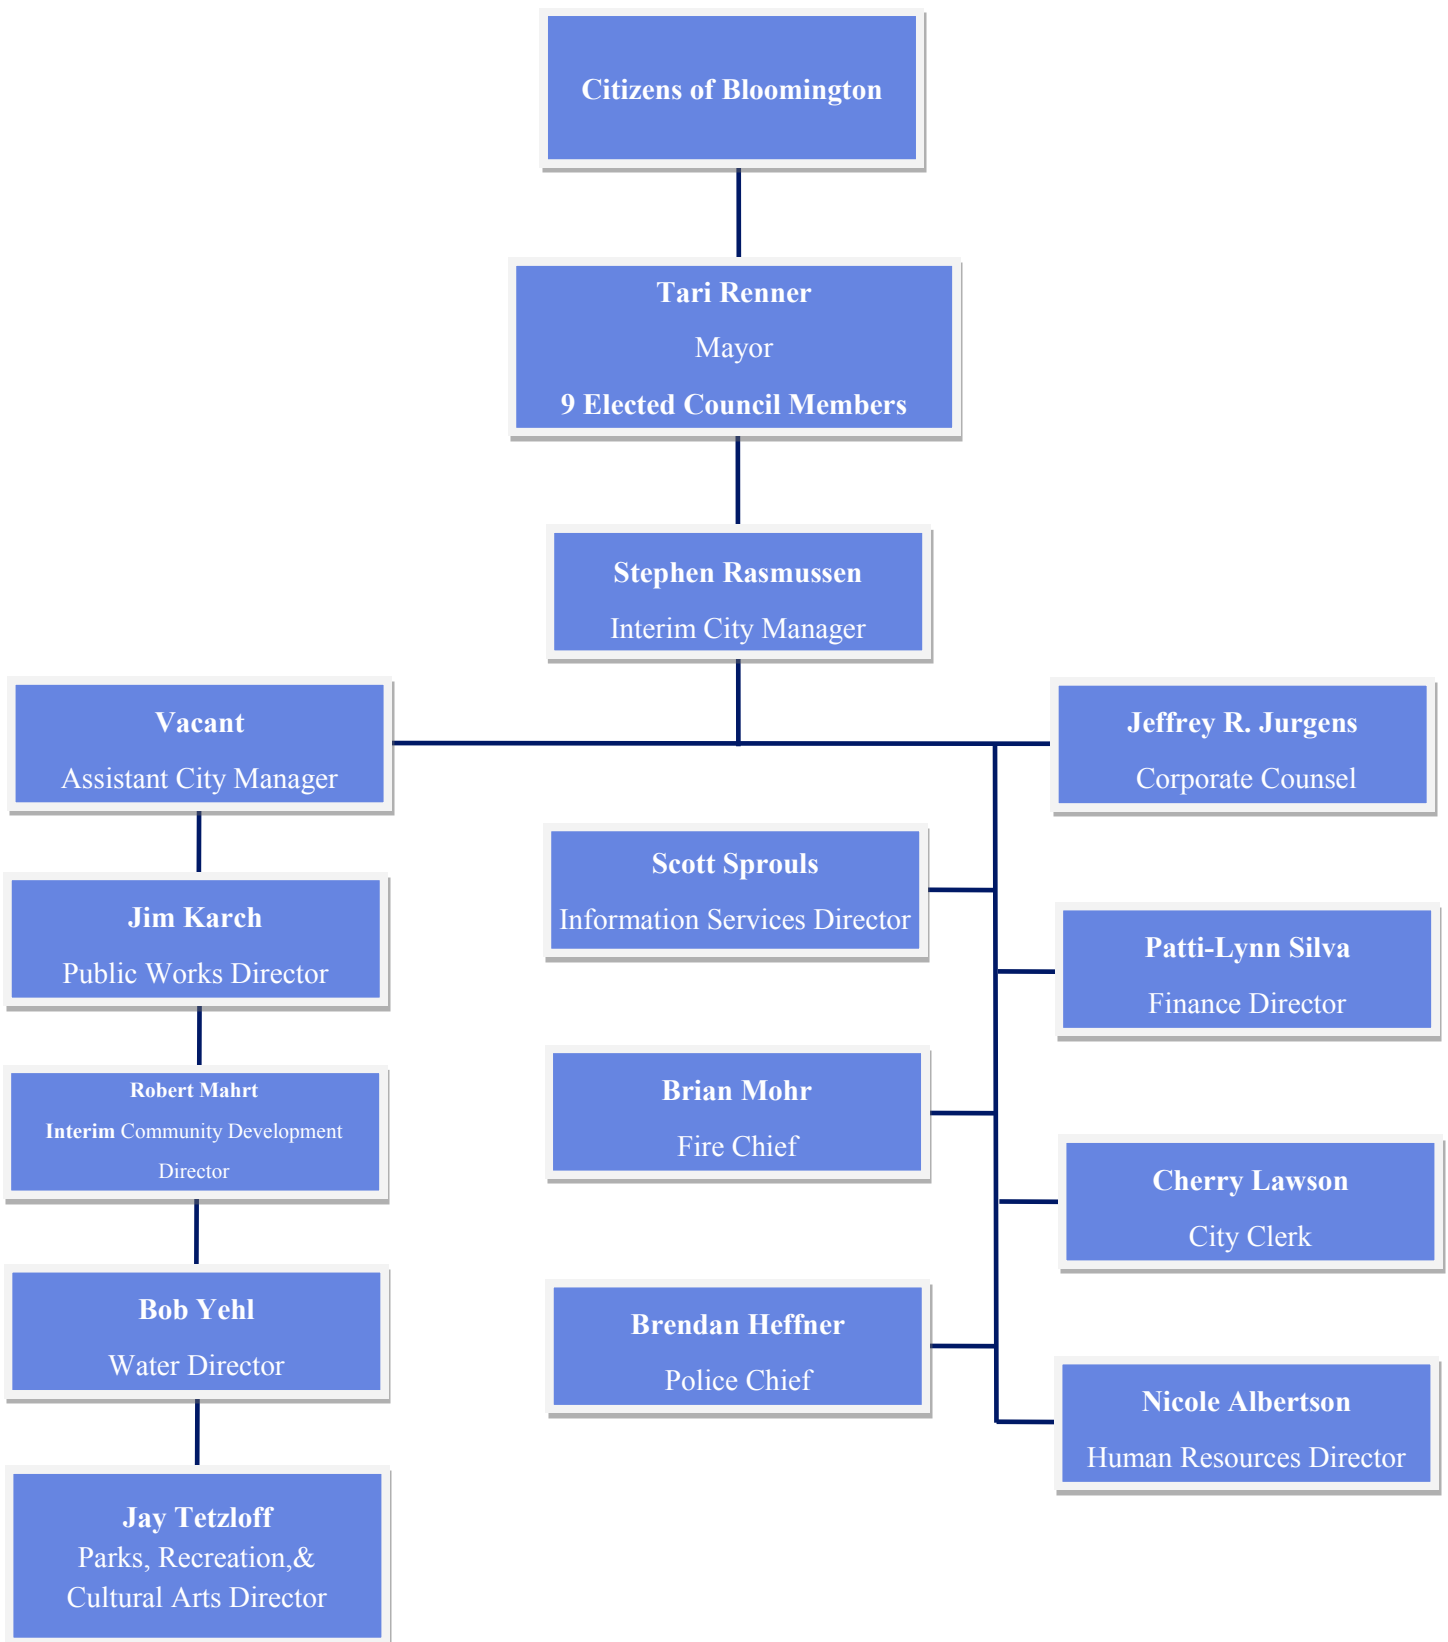 Citizens of Bloomington
Tari Renner
Mayor
9 Elected Council Members
Stephen Rasmussen
Interim City Manager
Vacant
Assistant City Manager
Jeffrey R. Jurgens
Corporate Counsel
Scott Sprouls
Information Services Director
Jim Karch
Public Works Director
Patti-Lynn Silva
Finance Director
Robert Mahrt
Interim Community Development
Director
Brian Mohr
Fire Chief
Cherry Lawson
City Clerk
Bob Yehl
Water Director
Brendan Heffner
Police Chief
Nicole Albertson
Human Resources Director
Jay Tetzloff
Parks, Recreation,&
Cultural Arts Director